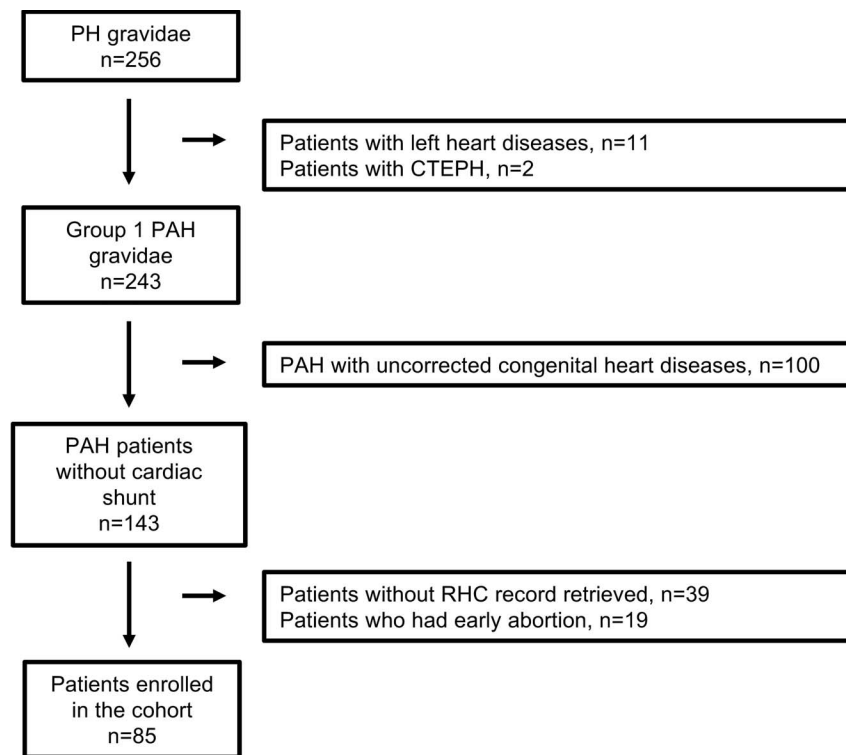 PH gravidae
n=256
Patients with left heart diseases, n=11
Patients with CTEPH, n=2
Group 1 PAH
gravidae
n=243
PAH with uncorrected congenital heart diseases, n=100
PAH patients
without cardiac
shunt
n=143
Patients without RHC record retrieved, n=39
Patients who had early abortion, n=19
Patients enrolled
in the cohort
n=85